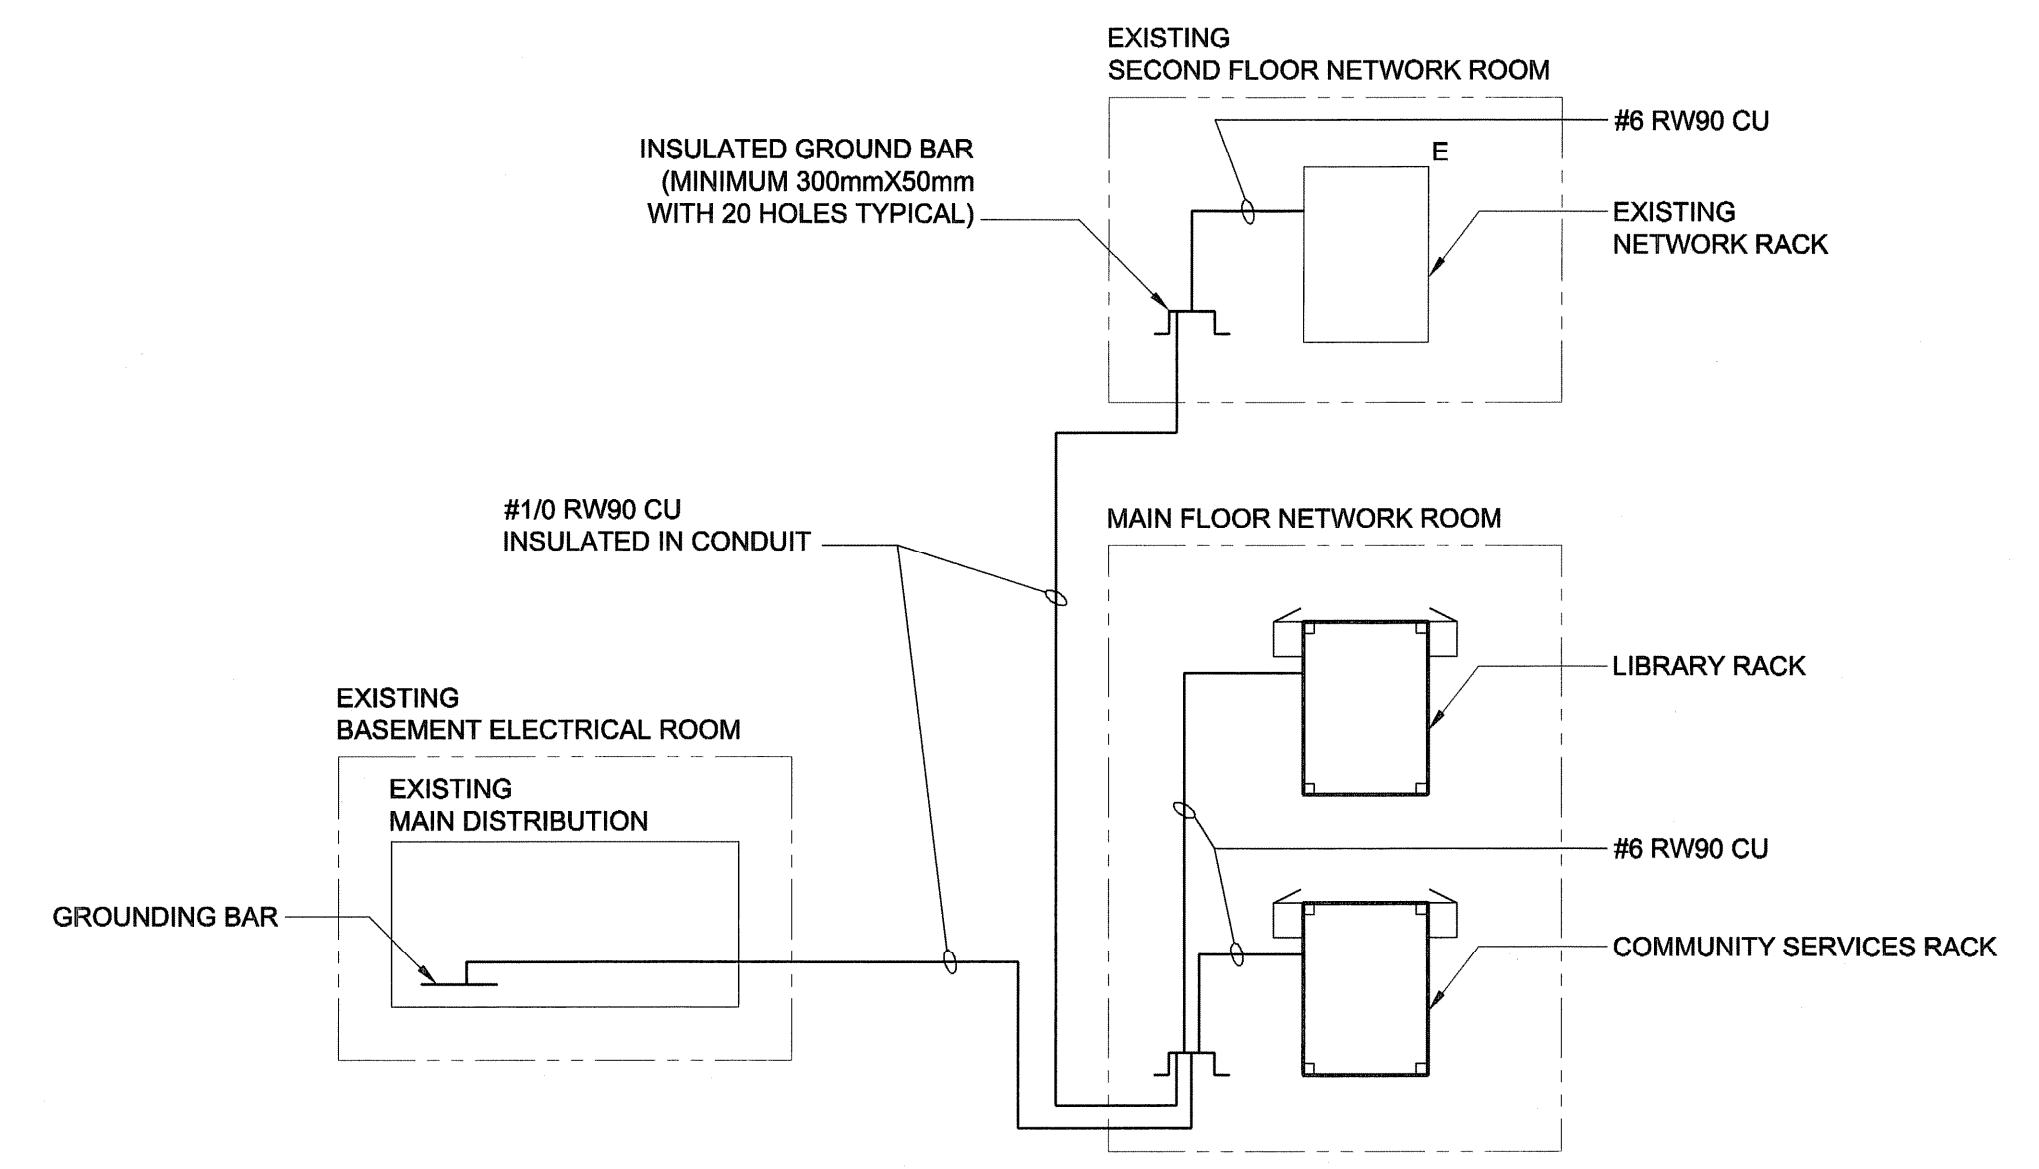 EXISTING
SECOND FLOOR NETWORK ROOM
#6 RW90 CU
INSULATED GROUND BAR
(MINIMUM 300mmX50mm
WITH 20 HOLES TYPICAL)
E
EXISTING
NETWORK RACK
#1/0 RW90 CU
INSULATED IN CONDUIT
MAIN FLOOR NETWORK ROOM
LIBRARY RACK
EXISTING
BASEMENT ELECTRICAL ROOM
EXISTING
MAIN DISTRIBUTION
#6 RW90 CU
GROUNDING BAR
COMMUNITY SERVICES RACK